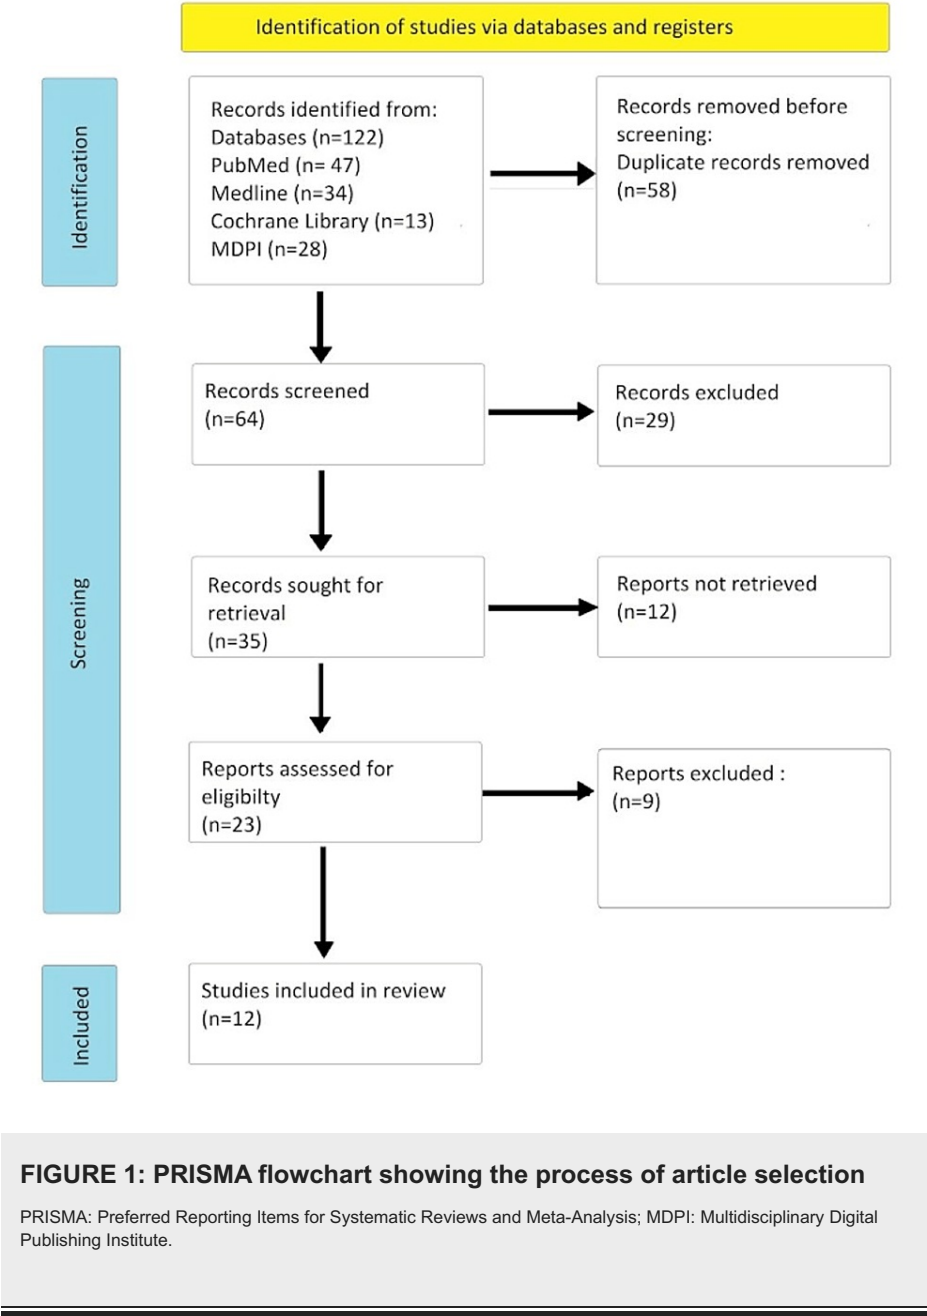 Identification of studies via databases and registers
Identification
Records identified from:
Databases (n=122)
PubMed (n= 47)
Medline (n=34)
Cochrane Library (n=13)
MDPI (n=28)
Records removed before
screening:
Duplicate records removed
(n=58)
Screening
Records screened
(n=64)
Records excluded
(n=29)
Records sought for
retrieval
(n=35)
Reports not retrieved
(n=12)
Reports assessed for
eligibilty
(n=23)
Reports excluded :
(n=9)
Included
Studies included in review
(n=12)
FIGURE 1: PRISMA flowchart showing the process of article selection
PRISMA: Preferred Reporting Items for Systematic Reviews and Meta-Analysis; MDPI: Multidisciplinary Digital
Publishing Institute.